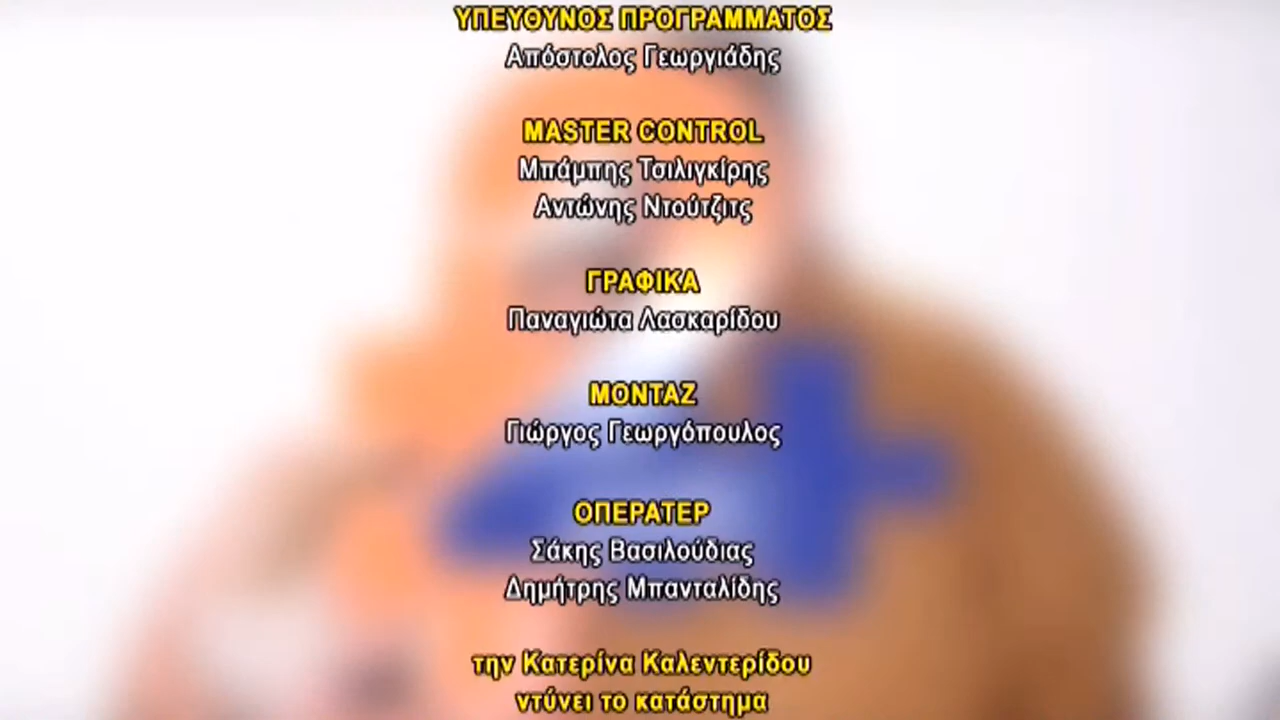 ΥΠΕΥΘΥΝΟΣ ΠΡΟΓΡΑΜΜΑΤΟΣ
Απόστολος Γεωργιάδης
MASTER CONTROL
Μπάμπης Τσιλιγκίρης
Αντώνης Ντούτζιτς
ΓΡΑΦΙΚΑ
Παναγιώτα Λασκαρίδου
ΜΟΝΤΑΖ
Γιώργος Γεωργόπουλος
ΟΠΕΡΑΤΕΡ
Σάκης Βασιλούδιας
Δημήτρης Μπανταλίδης
την Κατερίνα Καλεντερίδου
ντύνει το κατάστημα